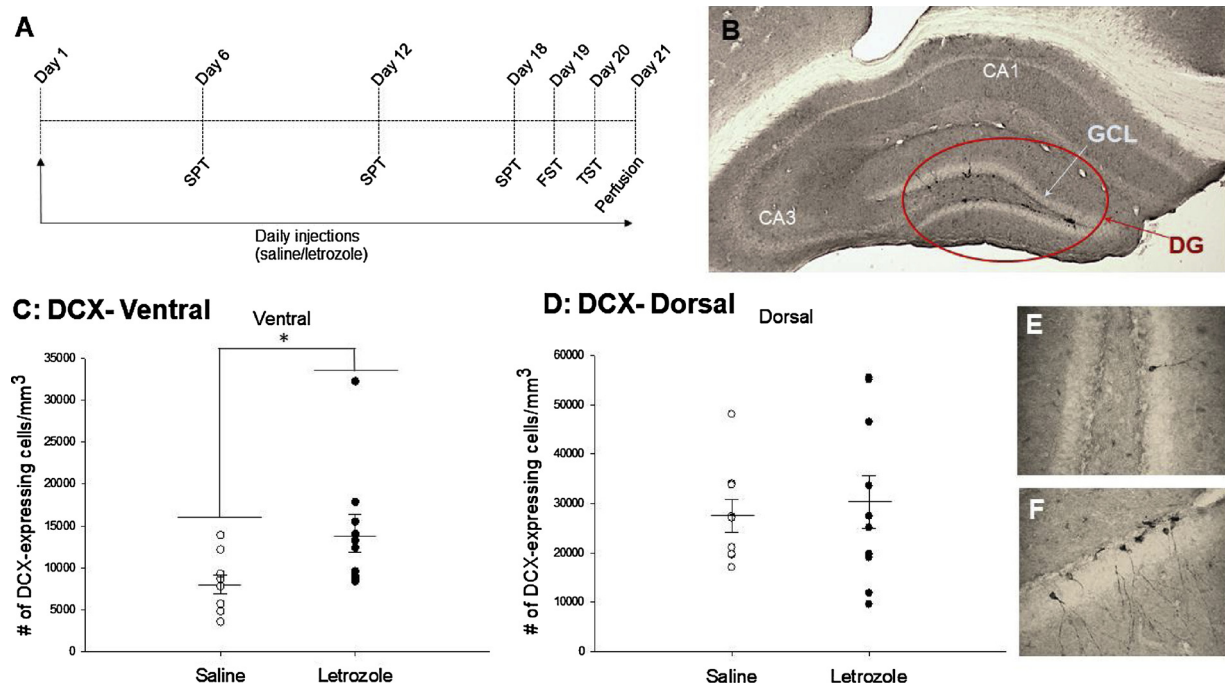 A
Day 1
Day 6
Day 12
Day 18
Day 19
Day 20
Day 21
SPT
SPT
SPT
FST
TST
Perfusion
Daily injections
(saline/letrozole)
B
CA1
GCL
CA3
DG
C: DCX- Ventral
Ventral
*
# of DCX-expressing cells/mm³
35000
30000
25000
20000
15000
10000
5000
0
Saline
Letrozole
D: DCX- Dorsal
Dorsal
# of DCX-expressing cells/mm³
60000
50000
40000
30000
20000
10000
0
Saline
Letrozole
E
F